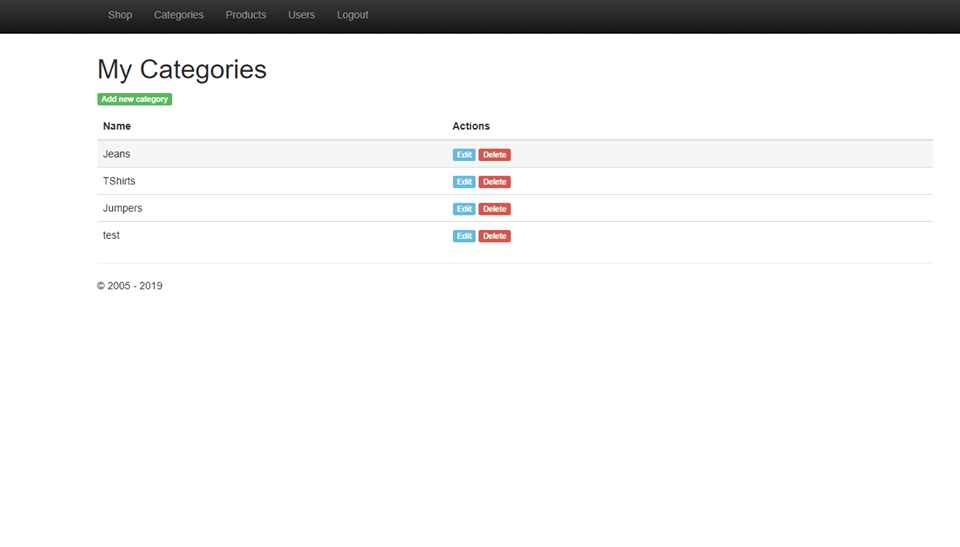 Shop Categories Products Users Logout
My Categories
Add new category
Name Actions
Jeans Edit Delete
TShirts Edit Delete
Jumpers Edit Delete
test Edit Delete
© 2005 - 2019